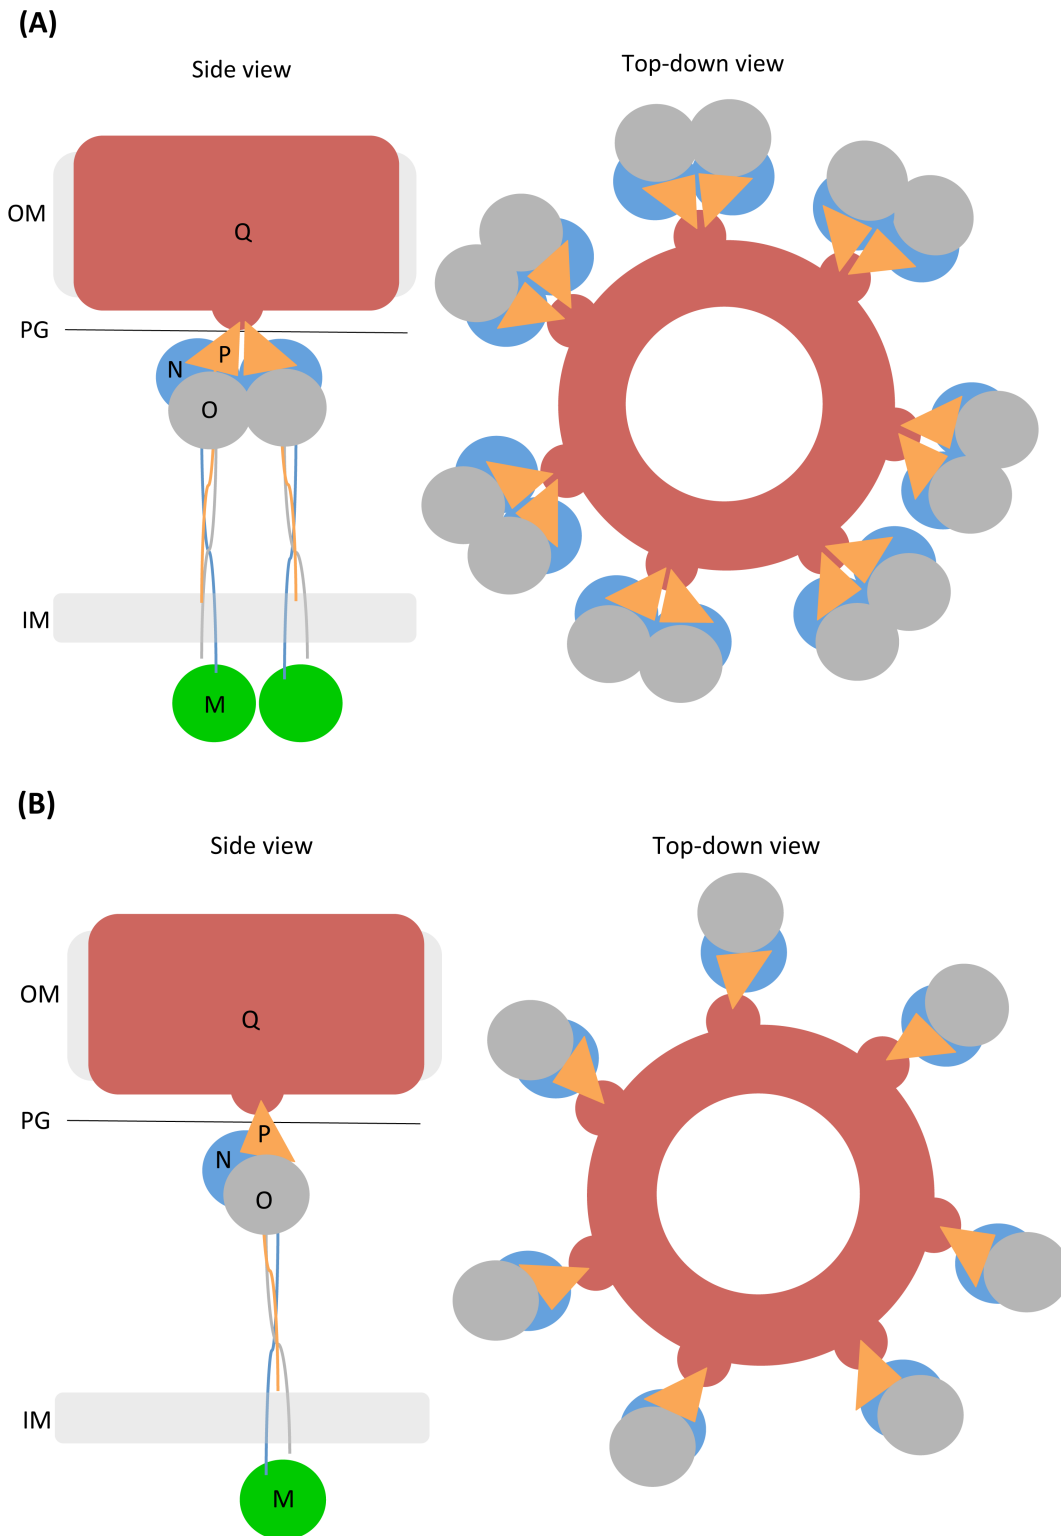 (A)
Side view
Top-down view
OM
Q
PG
N
P
O
IM
M
(B)
Side view
Top-down view
OM
Q
PG
N
P
O
IM
M